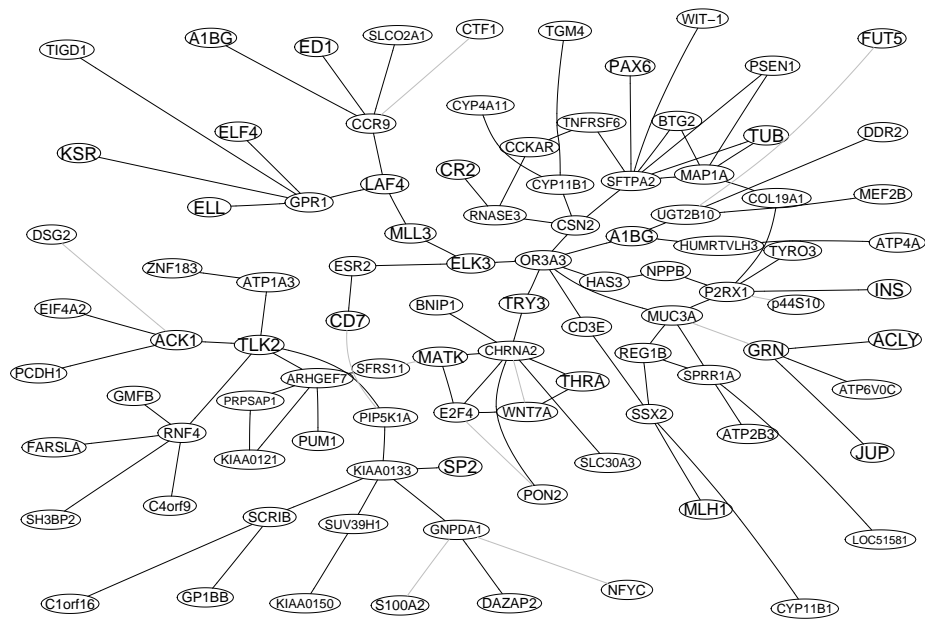 WIT−1
A1BG
CTF1
TGM4
SLCO2A1
FUT5
ED1
TIGD1
PAX6
PSEN1
CYP4A11
CCR9
TNFRSF6
BTG2
ELF4
TUB
DDR2
CCKAR
KSR
CR2
LAF4
CYP11B1
SFTPA2
MAP1A
GPR1
COL19A1
MEF2B
ELL
RNASE3
UGT2B10
CSN2
DSG2
MLL3
A1BG
HUMRTVLH3
ATP4A
TYRO3
OR3A3
ELK3
ESR2
ZNF183
NPPB
HAS3
ATP1A3
P2RX1
INS
p44S10
BNIP1
TRY3
EIF4A2
CD7
CD3E
MUC3A
ACK1
TLK2
ACLY
GRN
CHRNA2
REG1B
MATK
SFRS11
PCDH1
ARHGEF7
SPRR1A
THRA
ATP6V0C
GMFB
PRPSAP1
E2F4
WNT7A
SSX2
PIP5K1A
RNF4
ATP2B3
PUM1
FARSLA
JUP
KIAA0121
SLC30A3
SP2
KIAA0133
PON2
C4orf9
MLH1
SH3BP2
SCRIB
SUV39H1
GNPDA1
LOC51581
NFYC
GP1BB
C1orf16
KIAA0150
S100A2
DAZAP2
CYP11B1